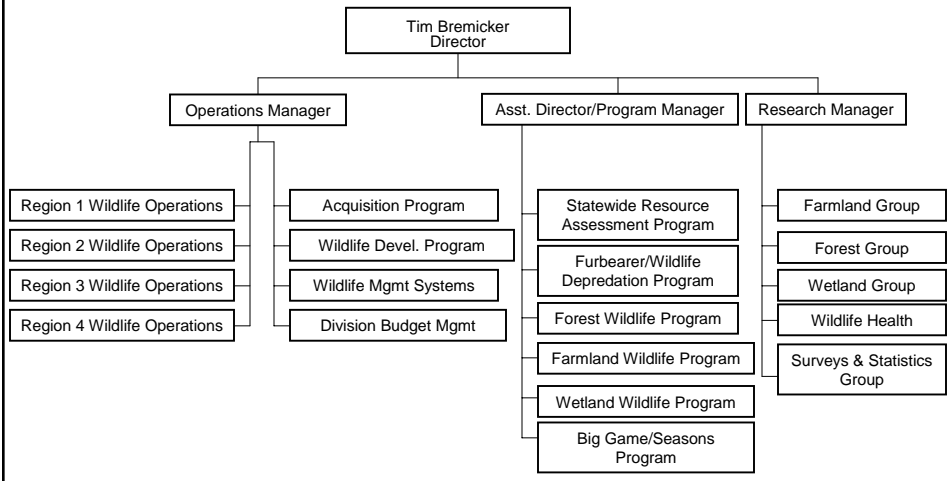 Tim Bremicker
Director
Operations Manager
Asst. Director/Program Manager
Research Manager
Region 1 Wildlife Operations
Region 2 Wildlife Operations
Region 3 Wildlife Operations
Region 4 Wildlife Operations
Acquisition Program
Wildlife Devel. Program
Wildlife Mgmt Systems
Division Budget Mgmt
Statewide Resource
Assessment Program
Furbearer/Wildlife
Depredation Program
Forest Wildlife Program
Farmland Wildlife Program
Wetland Wildlife Program
Big Game/Seasons
Program
Farmland Group
Forest Group
Wetland Group
Wildlife Health
Surveys & Statistics
Group